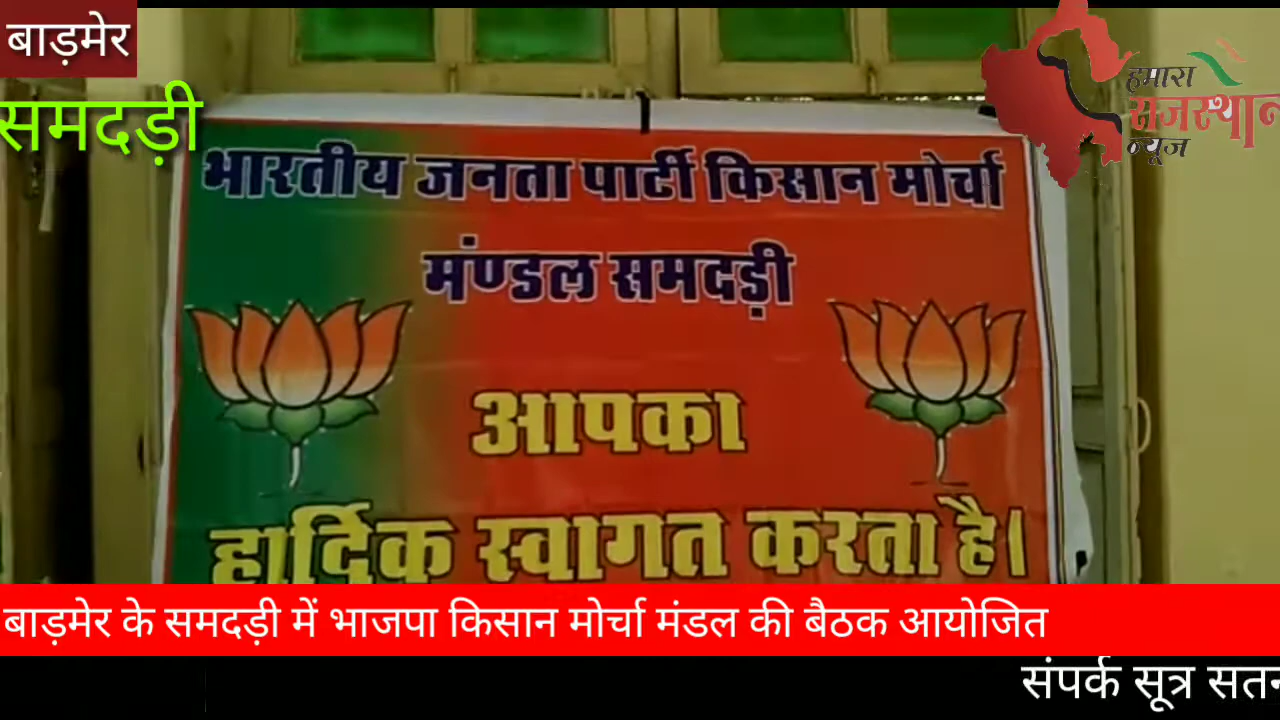 बाड़मेर
समदड़ी
हमारा
राजस्थान
न्यूज
भारतीय जनता पार्टी किसान मोर्चा
मंण्डल समदड़ी
आपका
हार्दिक स्वागत करता है।
बाड़मेर के समदड़ी में भाजपा किसान मोर्चा मंडल की बैठक आयोजित
संपर्क सूत्र